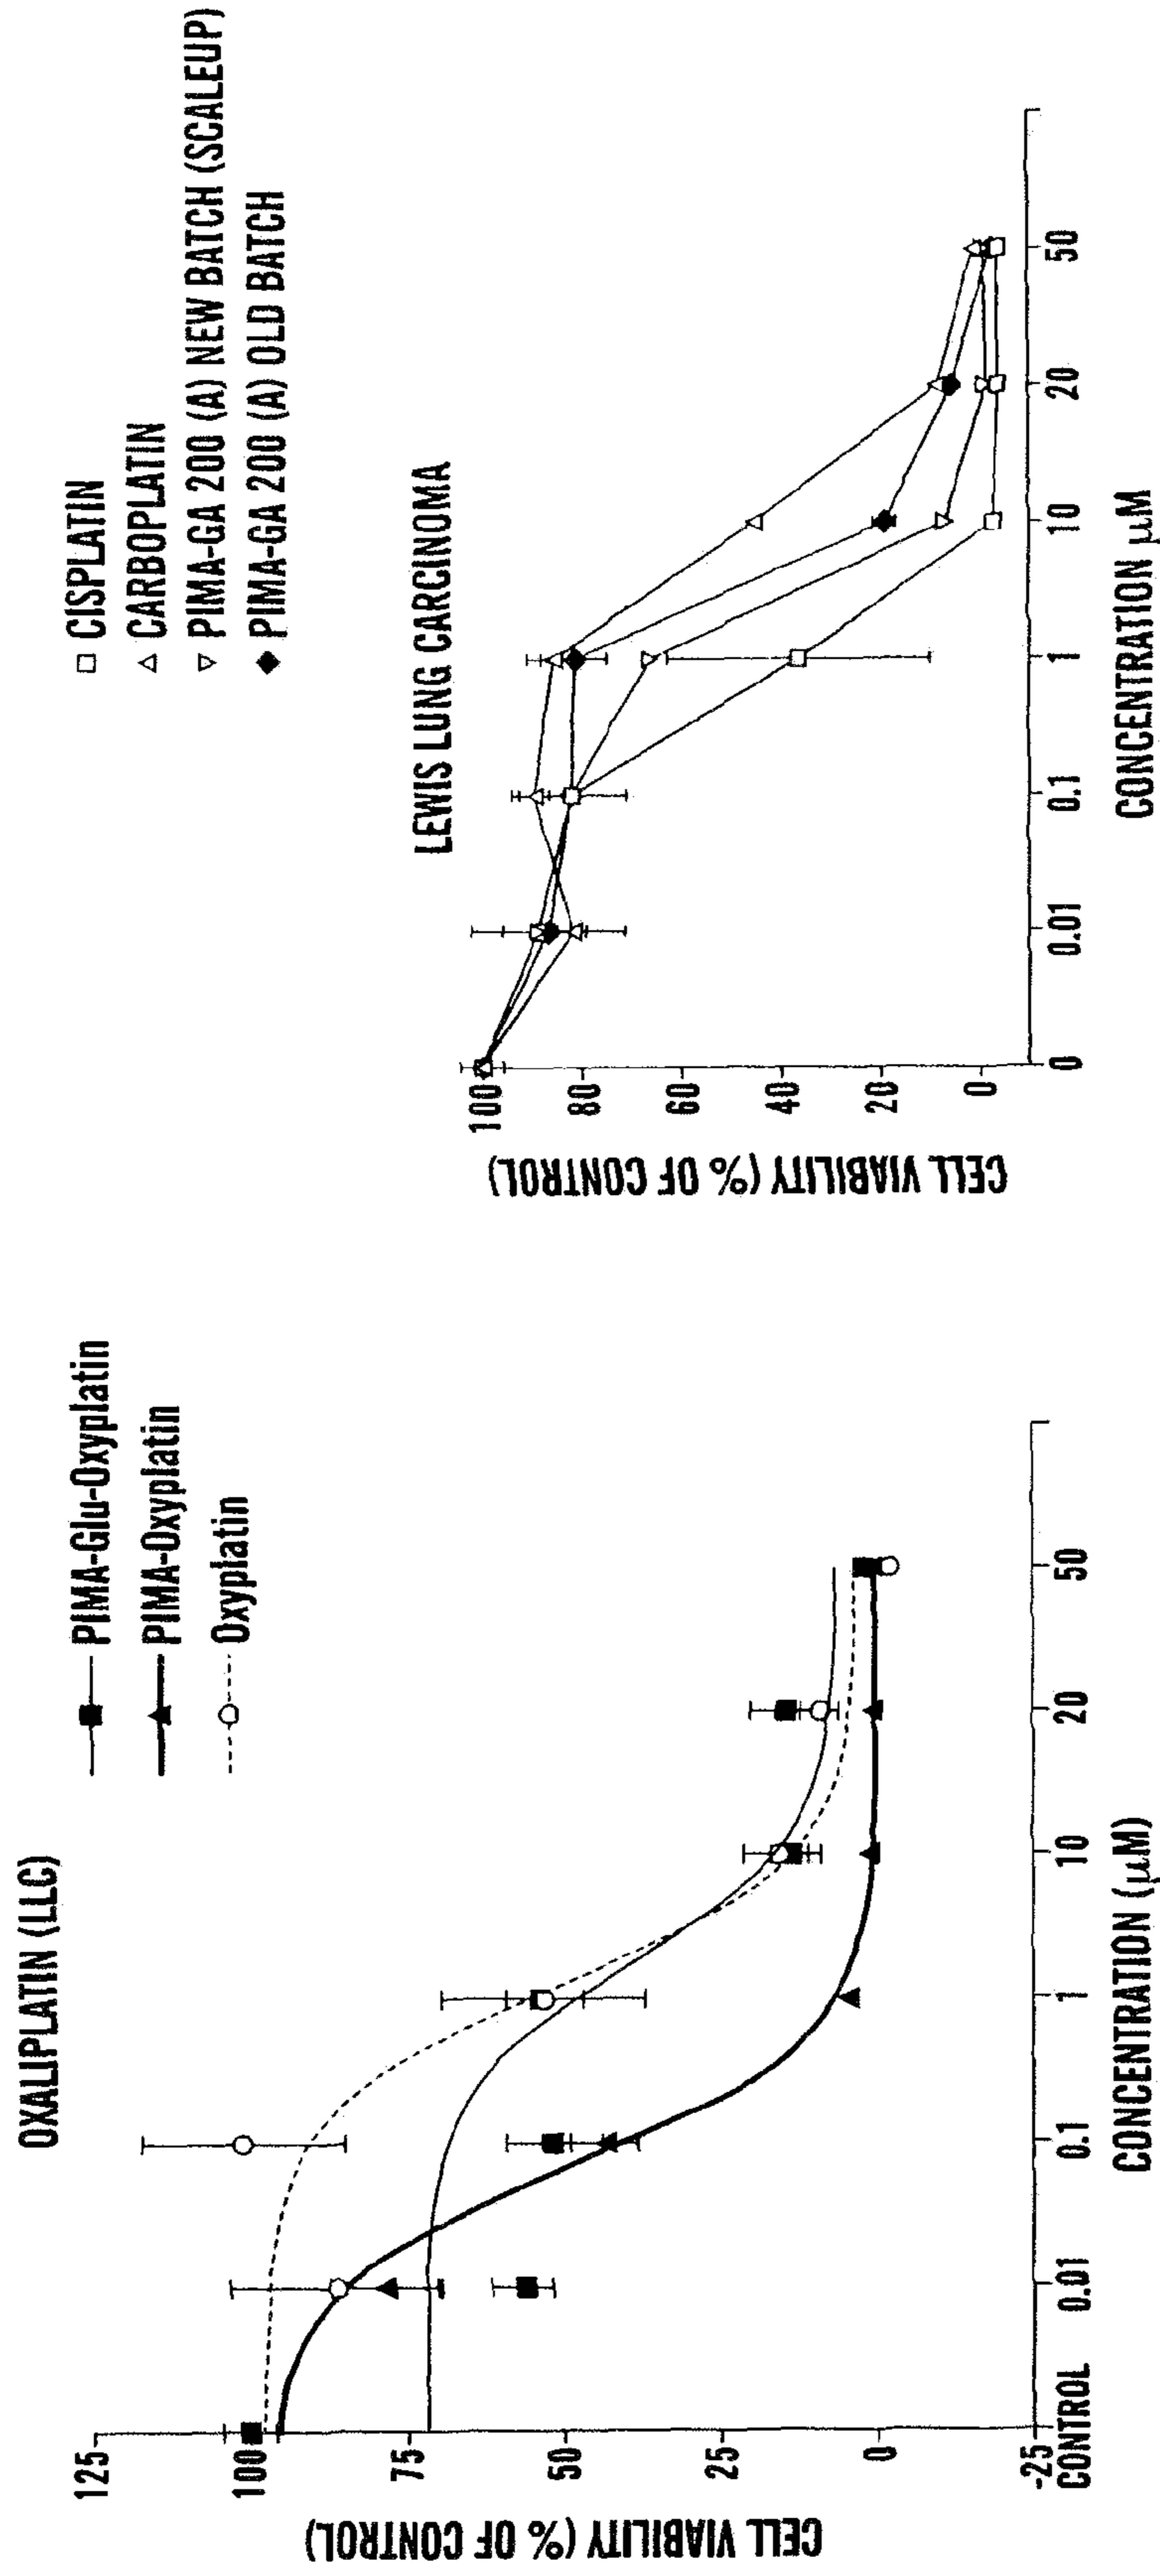 OXALIPLATIN (LLC)
PIMA-Glu-Oxyplatin
PIMA-Oxyplatin
Oxyplatin
CELL VIABILITY (% OF CONTROL)
125
100
75
50
25
0
-25
CONTROL 0.01 0.1 1 10 20 50
CONCENTRATION (μM)
CISPLATIN
CARBOPLATIN
PIMA-GA 200 (A) NEW BATCH (SCALEUP)
PIMA-GA 200 (A) OLD BATCH
LEWIS LUNG CARCINOMA
CELL VIABILITY (% OF CONTROL)
100
80
60
40
20
0
0 0.01 0.1 1 10 20 50
CONCENTRATION μM